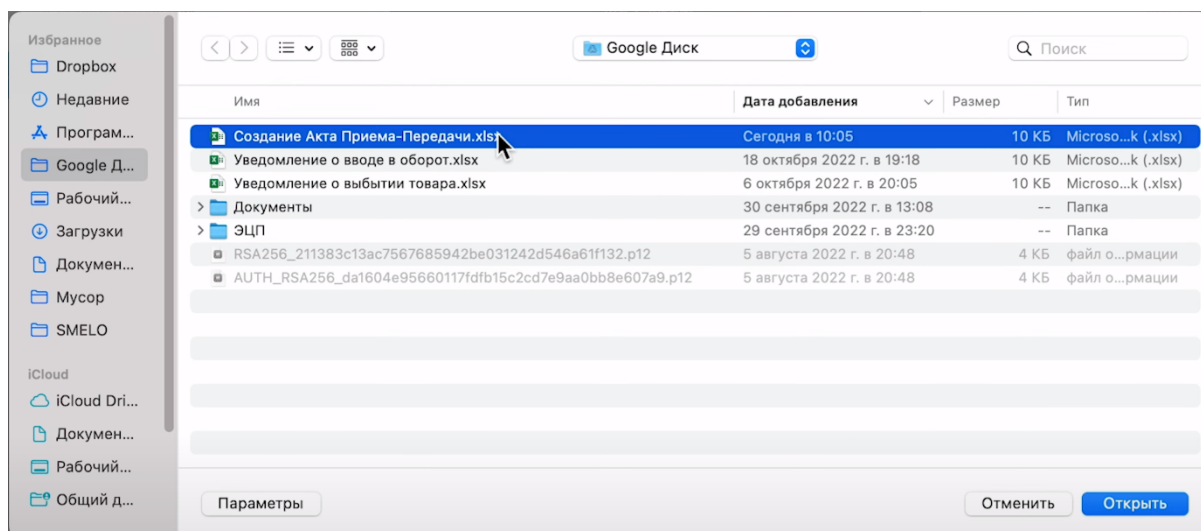 Избранное
Dropbox
Недавние
Програм...
Google Д...
Рабочий...
Загрузки
Докумен...
Мусор
SMELO
iCloud
iCloud Dri...
Докумен...
Рабочий...
Общий д...
Google Диск
Поиск
Имя Дата добавления Размер Тип
Создание Акта Приема-Передачи.xlsx Сегодня в 10:05 10 КБ Microso...k (.xlsx)
Уведомление о вводе в оборот.xlsx 18 октября 2022 г. в 19:18 10 КБ Microso...k (.xlsx)
Уведомление о выбытии товара.xlsx 6 октября 2022 г. в 20:05 10 КБ Microso...k (.xlsx)
Документы 30 сентября 2022 г. в 13:08 -- Папка
ЭЦП 29 сентября 2022 г. в 23:20 -- Папка
RSA256_211383c13ac7567685942be031242d546a61f132.p12 5 августа 2022 г. в 20:48 4 КБ файл о...рмации
AUTH_RSA256_da1604e95660117fdfb15c2cd7e9aa0bb8e607a9.p12 5 августа 2022 г. в 20:48 4 КБ файл о...рмации
Параметры Отменить Открыть